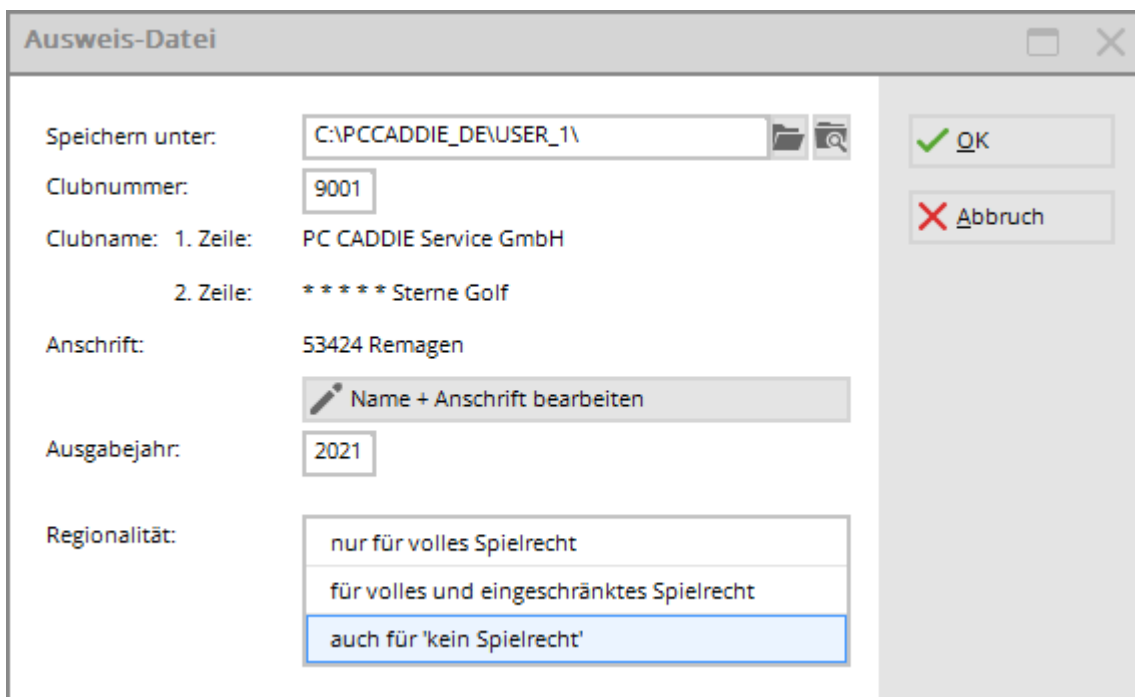 Ausweis-Datei
Speichern unter: C:\PCCADDIE_DE\USER_1\
OK
Clubnummer: 9001
Abbruch
Clubname: 1. Zeile: PC CADDIE Service GmbH
2. Zeile: * * * * * Sterne Golf
Anschrift: 53424 Remagen
Name + Anschrift bearbeiten
Ausgabejahr: 2021
Regionalität: nur für volles Spielrecht
für volles und eingeschränktes Spielrecht
auch für 'kein Spielrecht'